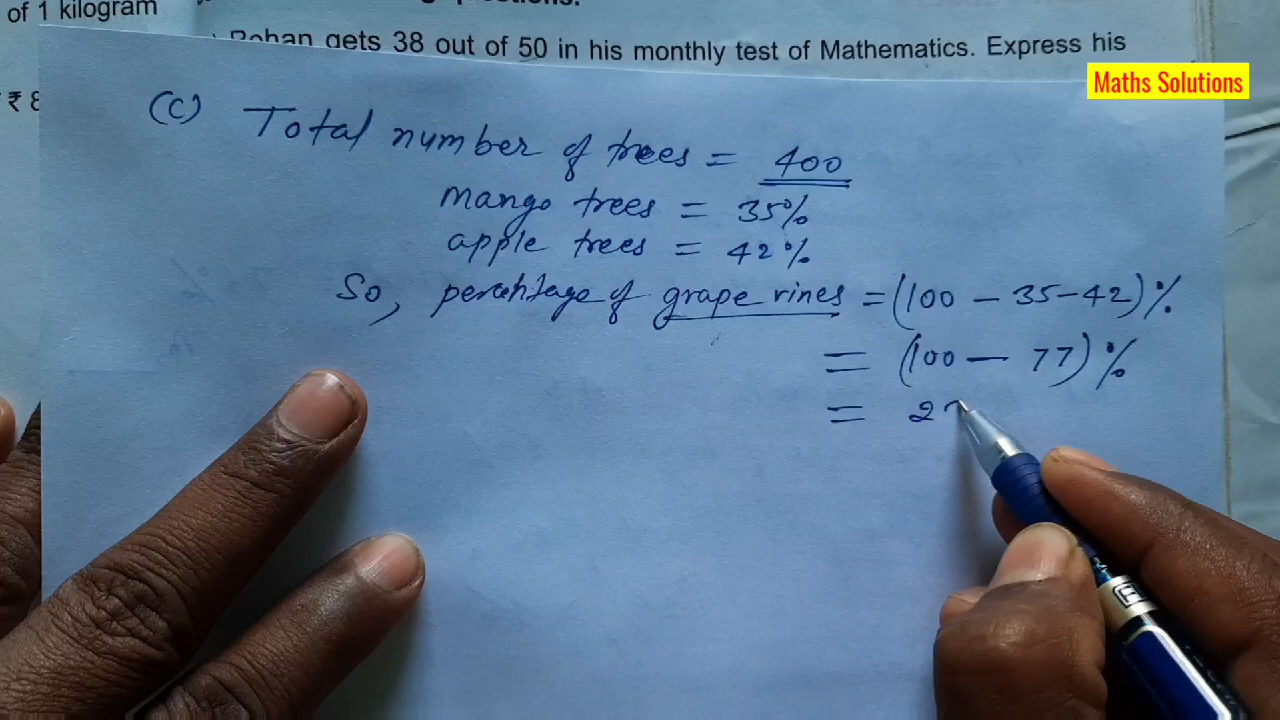 of 1 kilogram
Rohan gets 38 out of 50 in his monthly test of Mathematics. Express his
₹ 8
Maths Solutions
(C) Total number of trees = 400
mango trees = 35%
apple trees = 42%
So, percentage of grape vines = (100 - 35 - 42)%
= (100 - 77)%
= 2